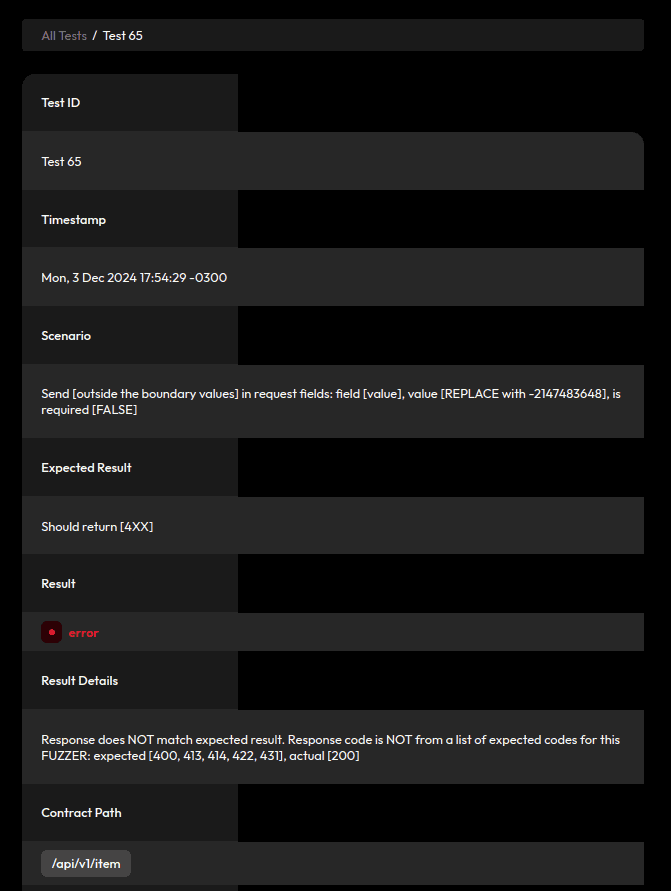 All Tests / Test 65
Test ID
Test 65
Timestamp
Mon, 3 Dec 2024 17:54:29 -0300
Scenario
Send [outside the boundary values] in request fields: field [value], value [REPLACE with -2147483648], is
required [FALSE]
Expected Result
Should return [4XX]
Result
error
Result Details
Response does NOT match expected result. Response code is NOT from a list of expected codes for this
FUZZER: expected [400, 413, 414, 422, 431], actual [200]
Contract Path
/api/v1/item